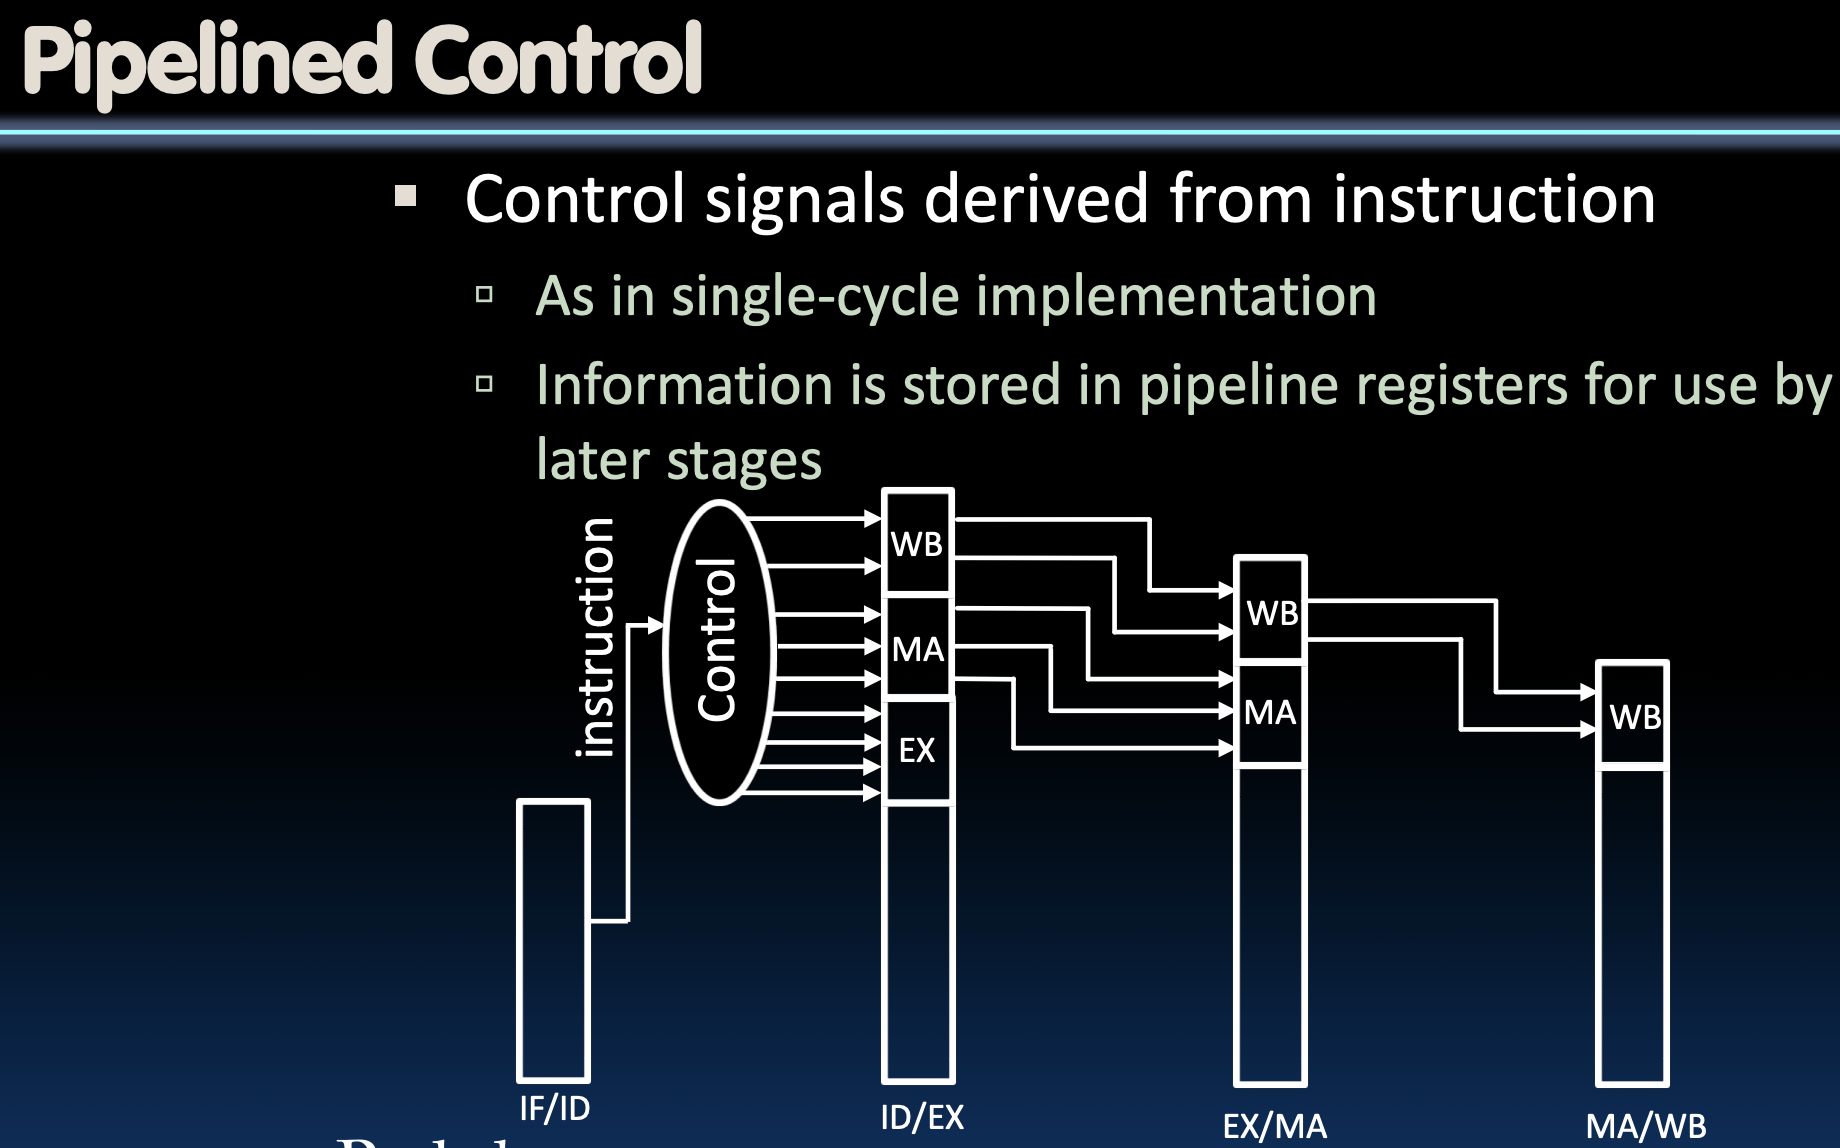 Pipelined Control
Control signals derived from instruction
As in single-cycle implementation
Information is stored in pipeline registers for use by
later stages
instruction
Control
WB
MA
EX
WB
MA
WB
IF/ID
ID/EX
EX/MA
MA/WB